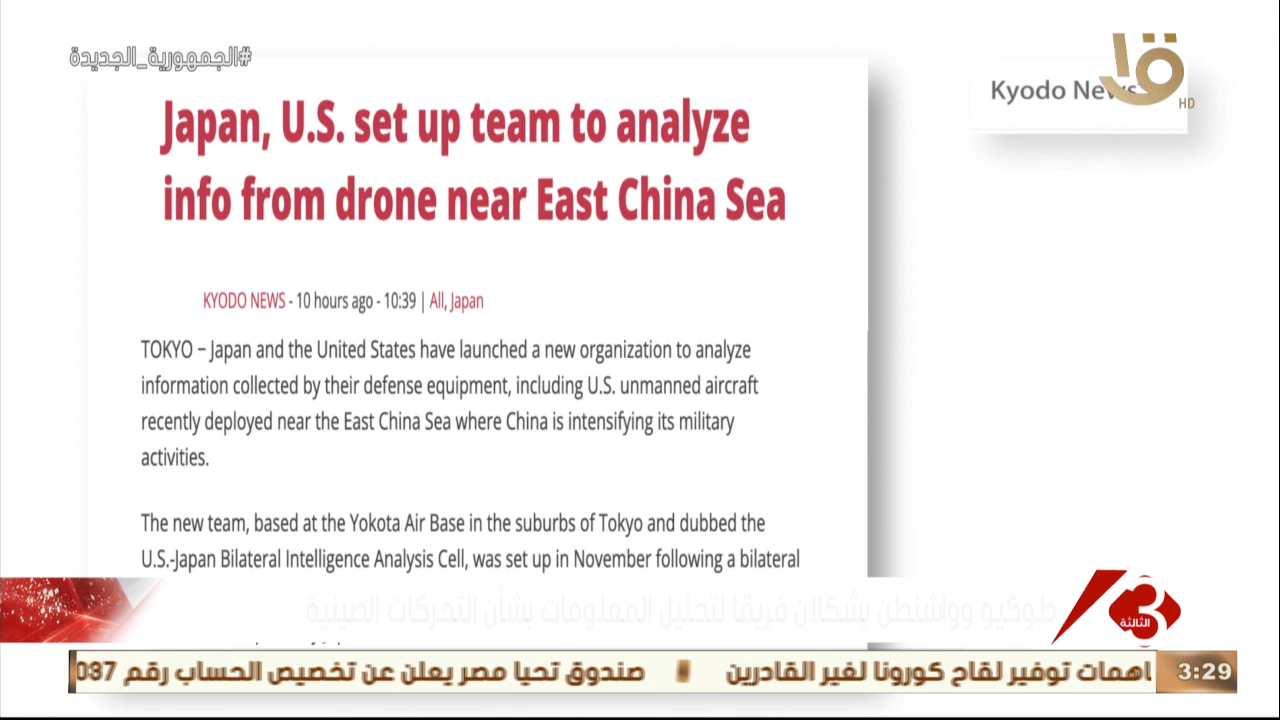 #الجمهورية_الجديدة
Kyodo News
HD
Japan, U.S. set up team to analyze
info from drone near East China Sea
KYODO NEWS - 10 hours ago - 10:39 | All, Japan
TOKYO – Japan and the United States have launched a new organization to analyze
information collected by their defense equipment, including U.S. unmanned aircraft
recently deployed near the East China Sea where China is intensifying its military
activities.
The new team, based at the Yokota Air Base in the suburbs of Tokyo and dubbed the
U.S.-Japan Bilateral Intelligence Analysis Cell, was set up in November following a bilateral
طوكيو وواشنطن يشكلان فريقا لتحليل المعلومات بشأن التحركات الصينية
3
الثالثة
اهمات توفير لقاح كورونا لغير القادرين صندوق تحيا مصر يعلن عن تخصيص الحساب رقم 037
3:29